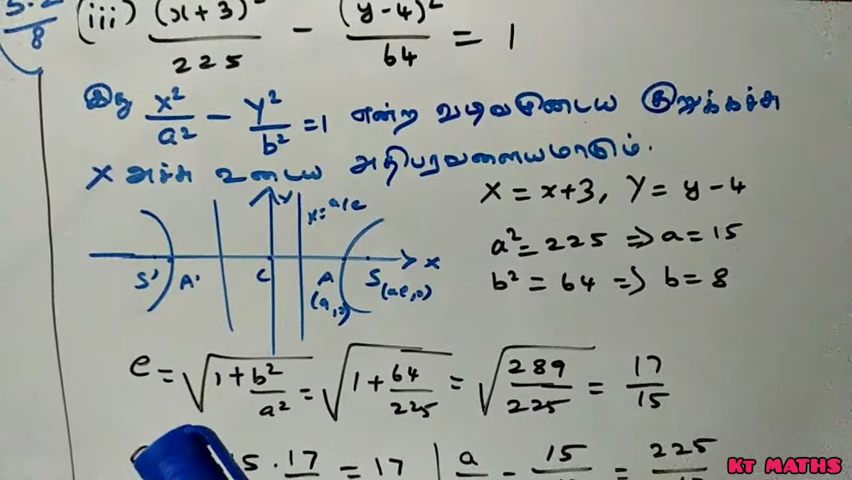 5.2/8 (iii) (x+3)²/225 - (y-4)²/64 = 1
இது X²/a² - Y²/b² = 1 என்ற வடிவமுடைய குறுக்கச்சு
X அச்சு உடைய அதிபரவளையமாகும்.
X = x+3, Y = y-4
a² = 225 ⇒ a = 15
b² = 64 ⇒ b = 8
Y
x = a/e
S' A' C A S x
(a,0) (ae,0)
e = √(1+b²/a²) = √(1+64/225) = √(289/225) = 17/15
5 . 17 = 17 | a - 15 = 225
KT MATHS